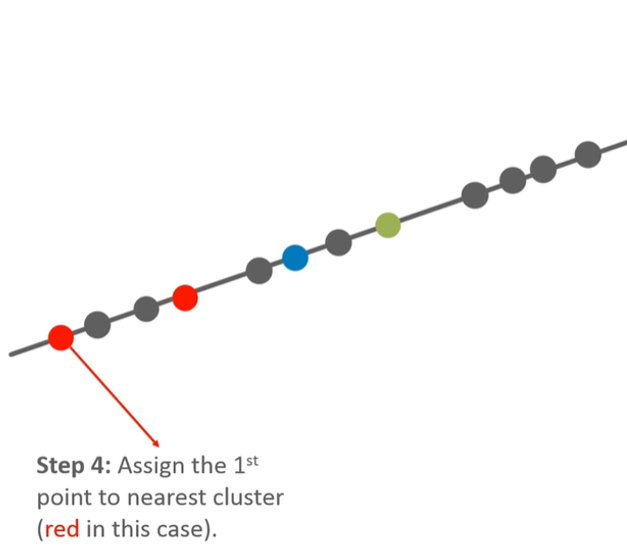 Step 4: Assign the 1st
point to nearest cluster
(red in this case).